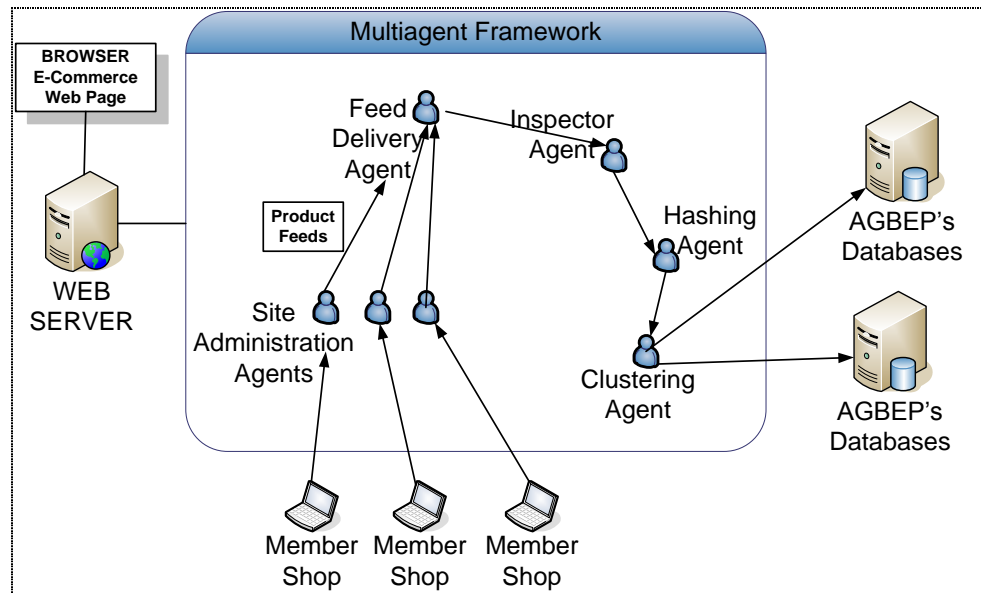 Multiagent Framework
BROWSER
E-Commerce
Web Page
Feed
Delivery
Agent
Inspector
Agent
Product
Feeds
Hashing
Agent
AGBEP's
Databases
WEB
SERVER
Site
Administration
Agents
Clustering
Agent
AGBEP's
Databases
Member
Shop
Member
Shop
Member
Shop